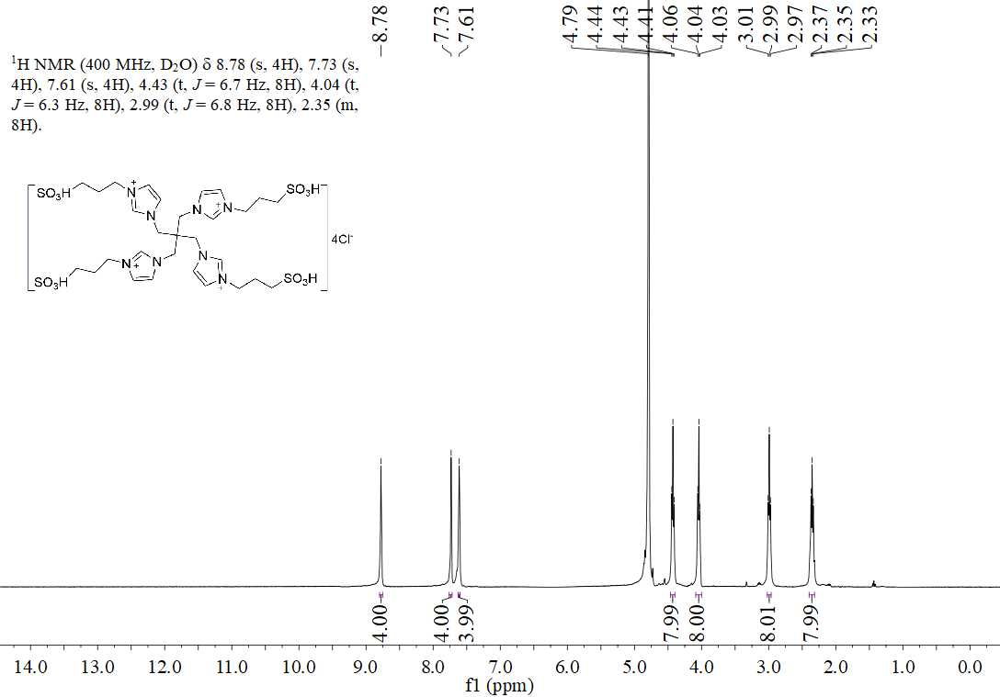 8.78
7.73
7.61
4.79
4.44
4.43
4.41
4.06
4.04
4.03
3.01
2.99
2.97
2.37
2.35
2.33
¹H NMR (400 MHz, D₂O) δ 8.78 (s, 4H), 7.73 (s,
4H), 7.61 (s, 4H), 4.43 (t, J = 6.7 Hz, 8H), 4.04 (t,
J = 6.3 Hz, 8H), 2.99 (t, J = 6.8 Hz, 8H), 2.35 (m,
8H).
SO₃H
N
+
N
N
+
N
SO₃H
4Cl⁻
SO₃H
N
+
N
N
N
+
SO₃H
4.00
4.00
3.99
7.99
8.00
8.01
7.99
14.0 13.0 12.0 11.0 10.0 9.0 8.0 7.0 6.0 5.0 4.0 3.0 2.0 1.0 0.0
f1 (ppm)